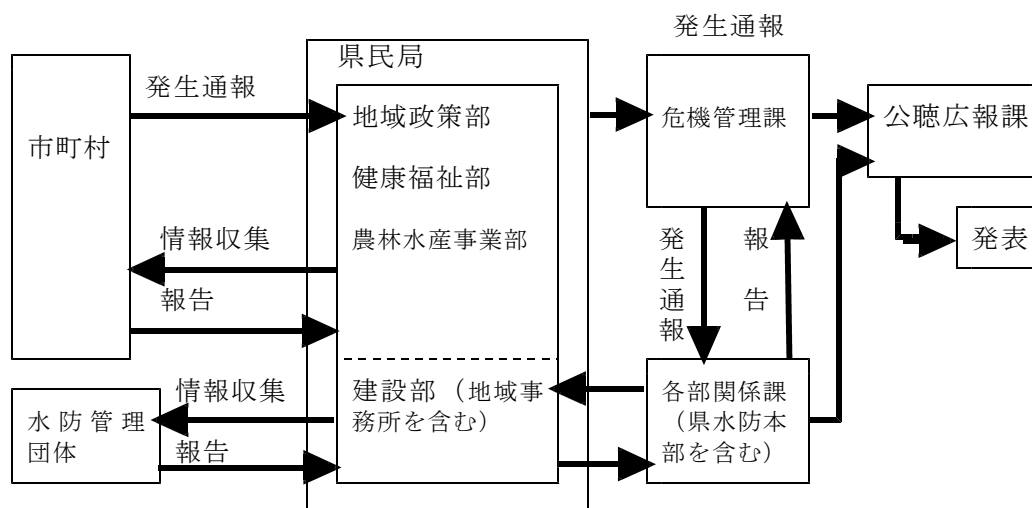 発生通報
県民局
発生通報
地域政策部
危機管理課
公聴広報課
市町村
健康福祉部
情報収集
農林水産事業部
発生通報
報告
発表
報告
情報収集
建設部(地域事
務所を含む)
各部関係課
(県水防本
部を含む)
水防管理
団体
報告